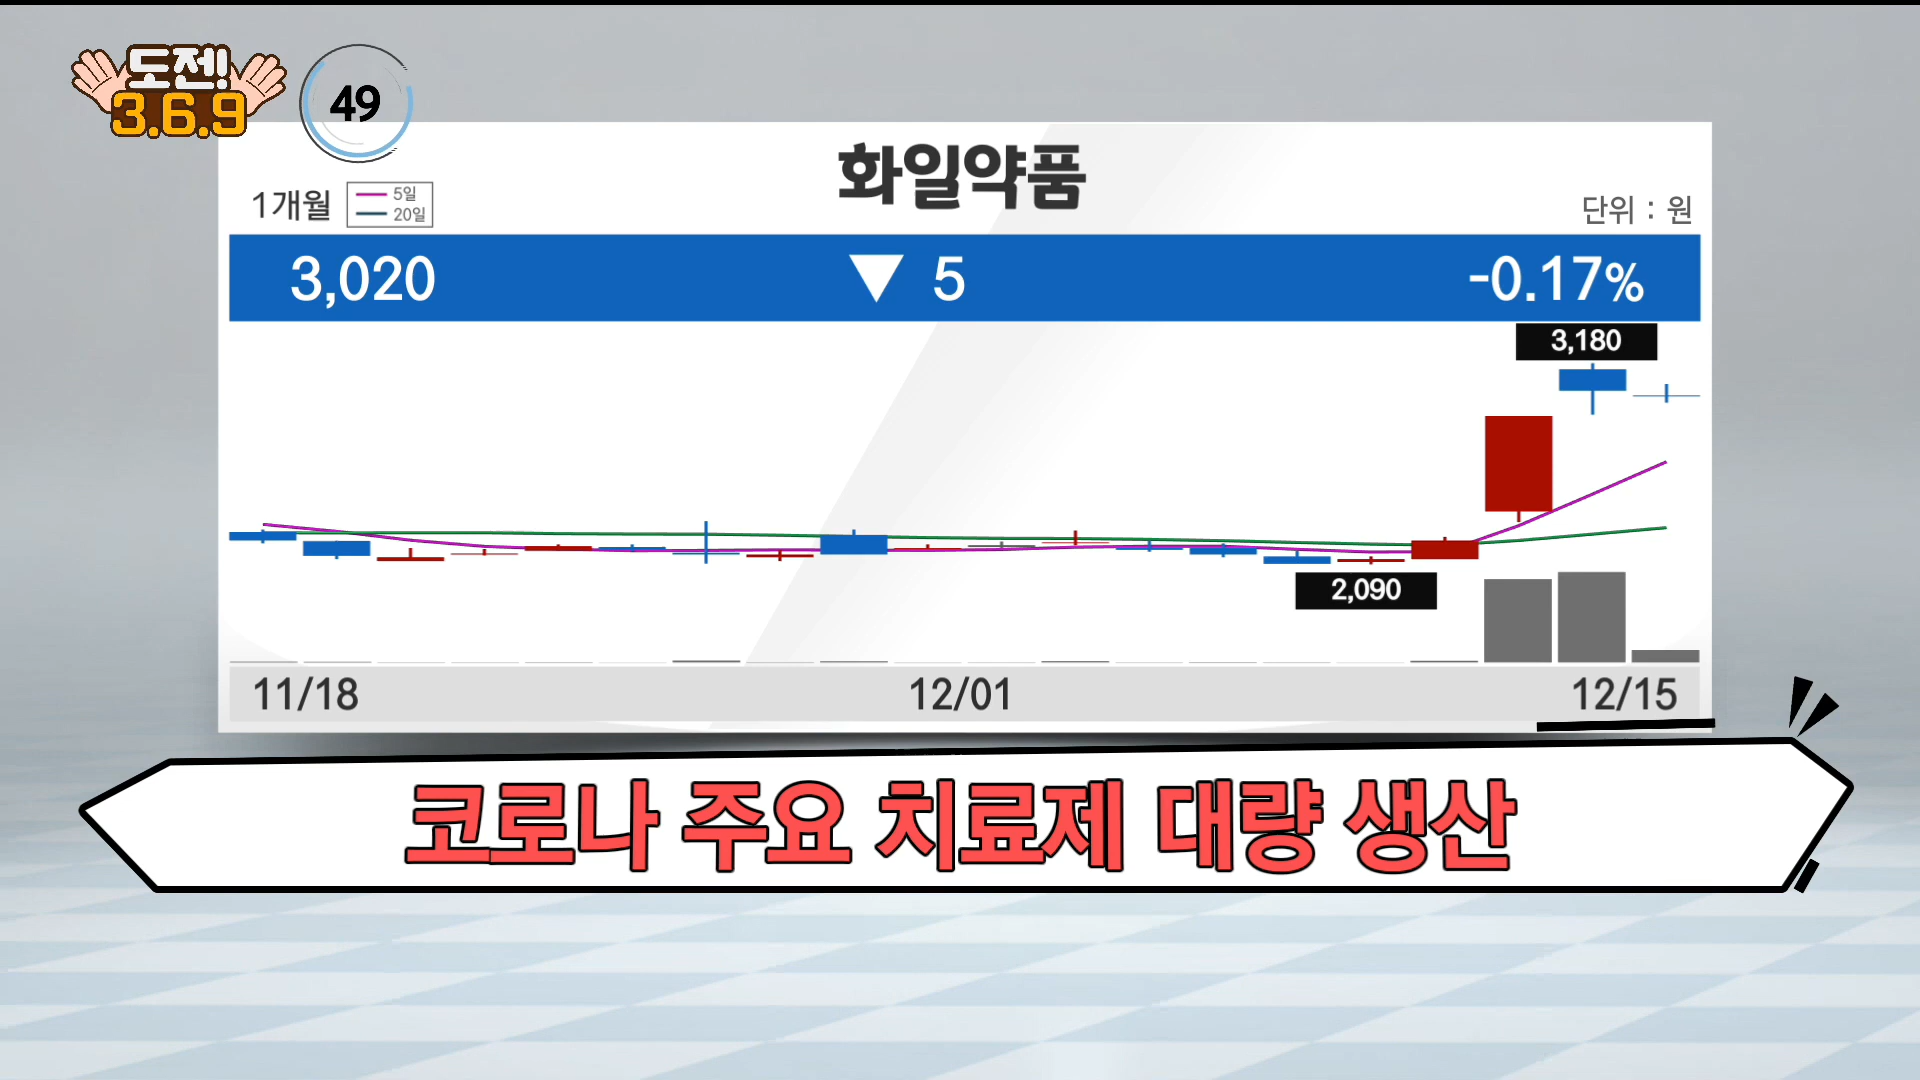 도젠!
3.6.9
49
화일약품
1개월
5일
20일
단위 : 원
3,020 ▼ 5 -0.17%
3,180
2,090
11/18 12/01 12/15
코로나 주요 치료제 대량 생산